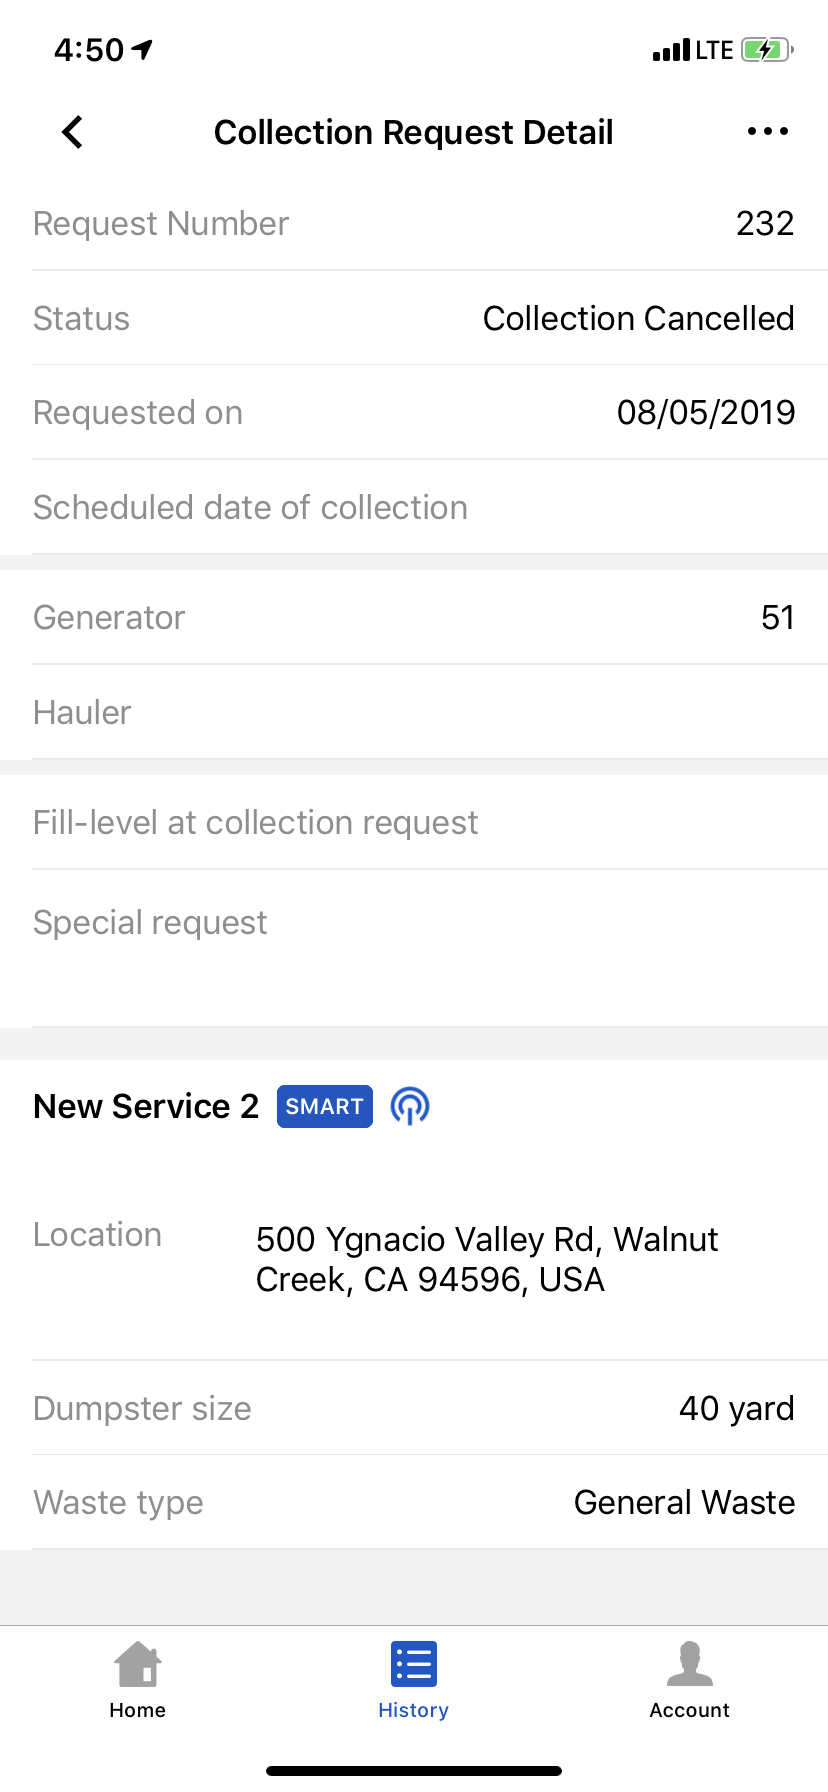 4:50
LTE
Collection Request Detail
Request Number 232
Status Collection Cancelled
Requested on 08/05/2019
Scheduled date of collection
Generator 51
Hauler
Fill-level at collection request
Special request
New Service 2 SMART
Location 500 Ygnacio Valley Rd, Walnut
Creek, CA 94596, USA
Dumpster size 40 yard
Waste type General Waste
Home History Account